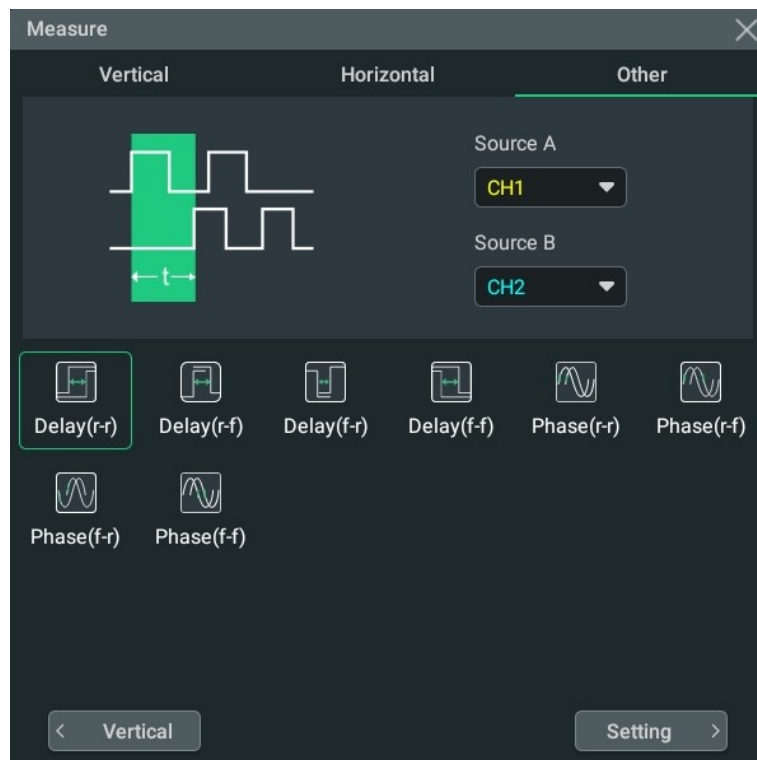 Measure
Vertical Horizontal Other
Source A
CH1
Source B
CH2
t
Delay(r-r) Delay(r-f) Delay(f-r) Delay(f-f) Phase(r-r) Phase(r-f)
Phase(f-r) Phase(f-f)
< Vertical Setting >